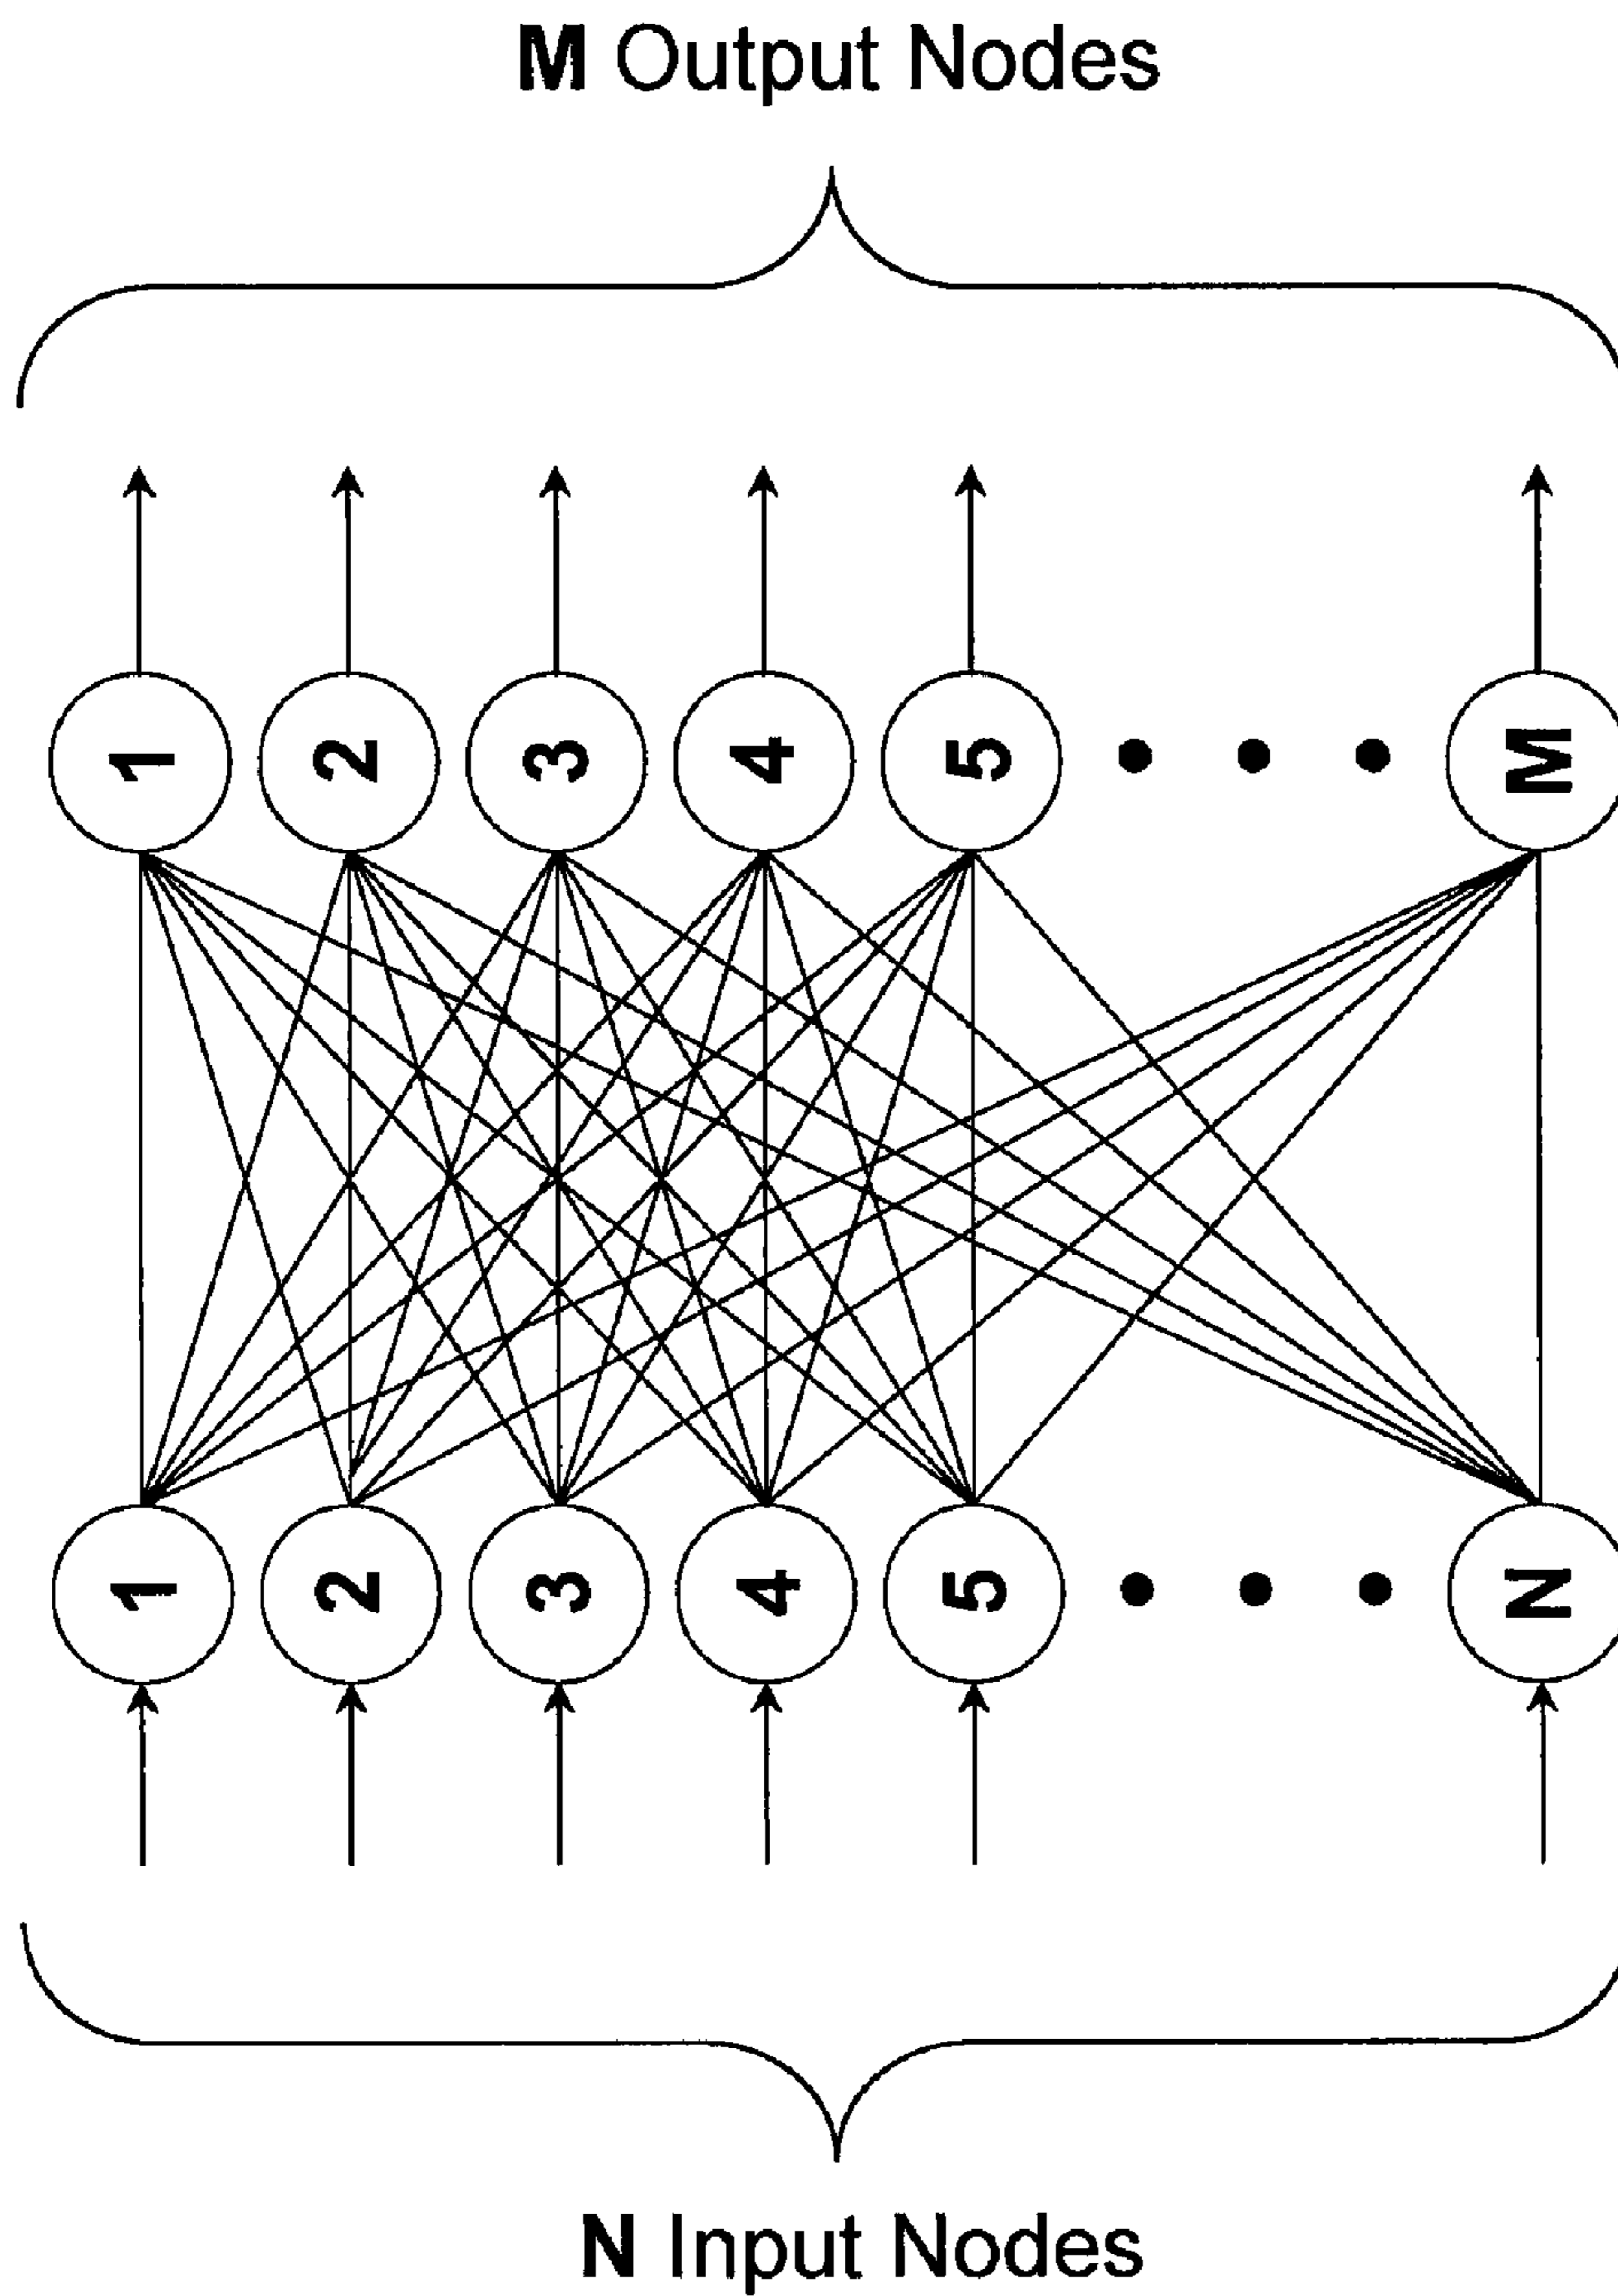 M Output Nodes
1 2 3 4 5 • • • M
1 2 3 4 5 • • • N
N Input Nodes